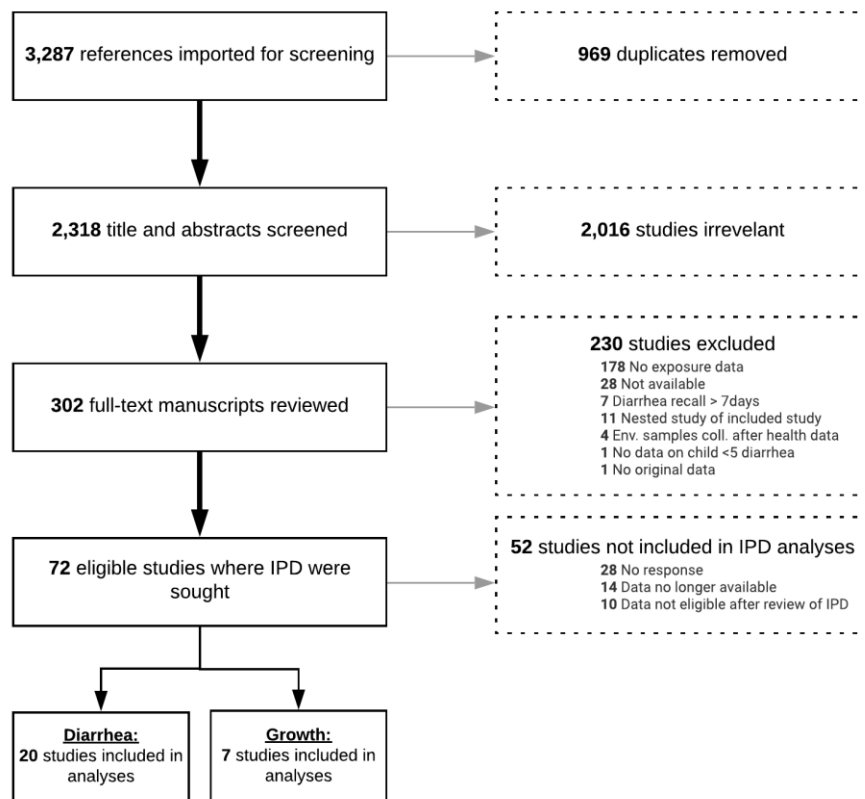 3,287 references imported for screening
969 duplicates removed
2,318 title and abstracts screened
2,016 studies irrevelant
302 full-text manuscripts reviewed
230 studies excluded
178 No exposure data
28 Not available
7 Diarrhea recall > 7days
11 Nested study of included study
4 Env. samples coll. after health data
1 No data on child <5 diarrhea
1 No original data
72 eligible studies where IPD were
sought
52 studies not included in IPD analyses
28 No response
14 Data no longer available
10 Data not eligible after review of IPD
Diarrhea:
20 studies included in
analyses
Growth:
7 studies included in
analyses